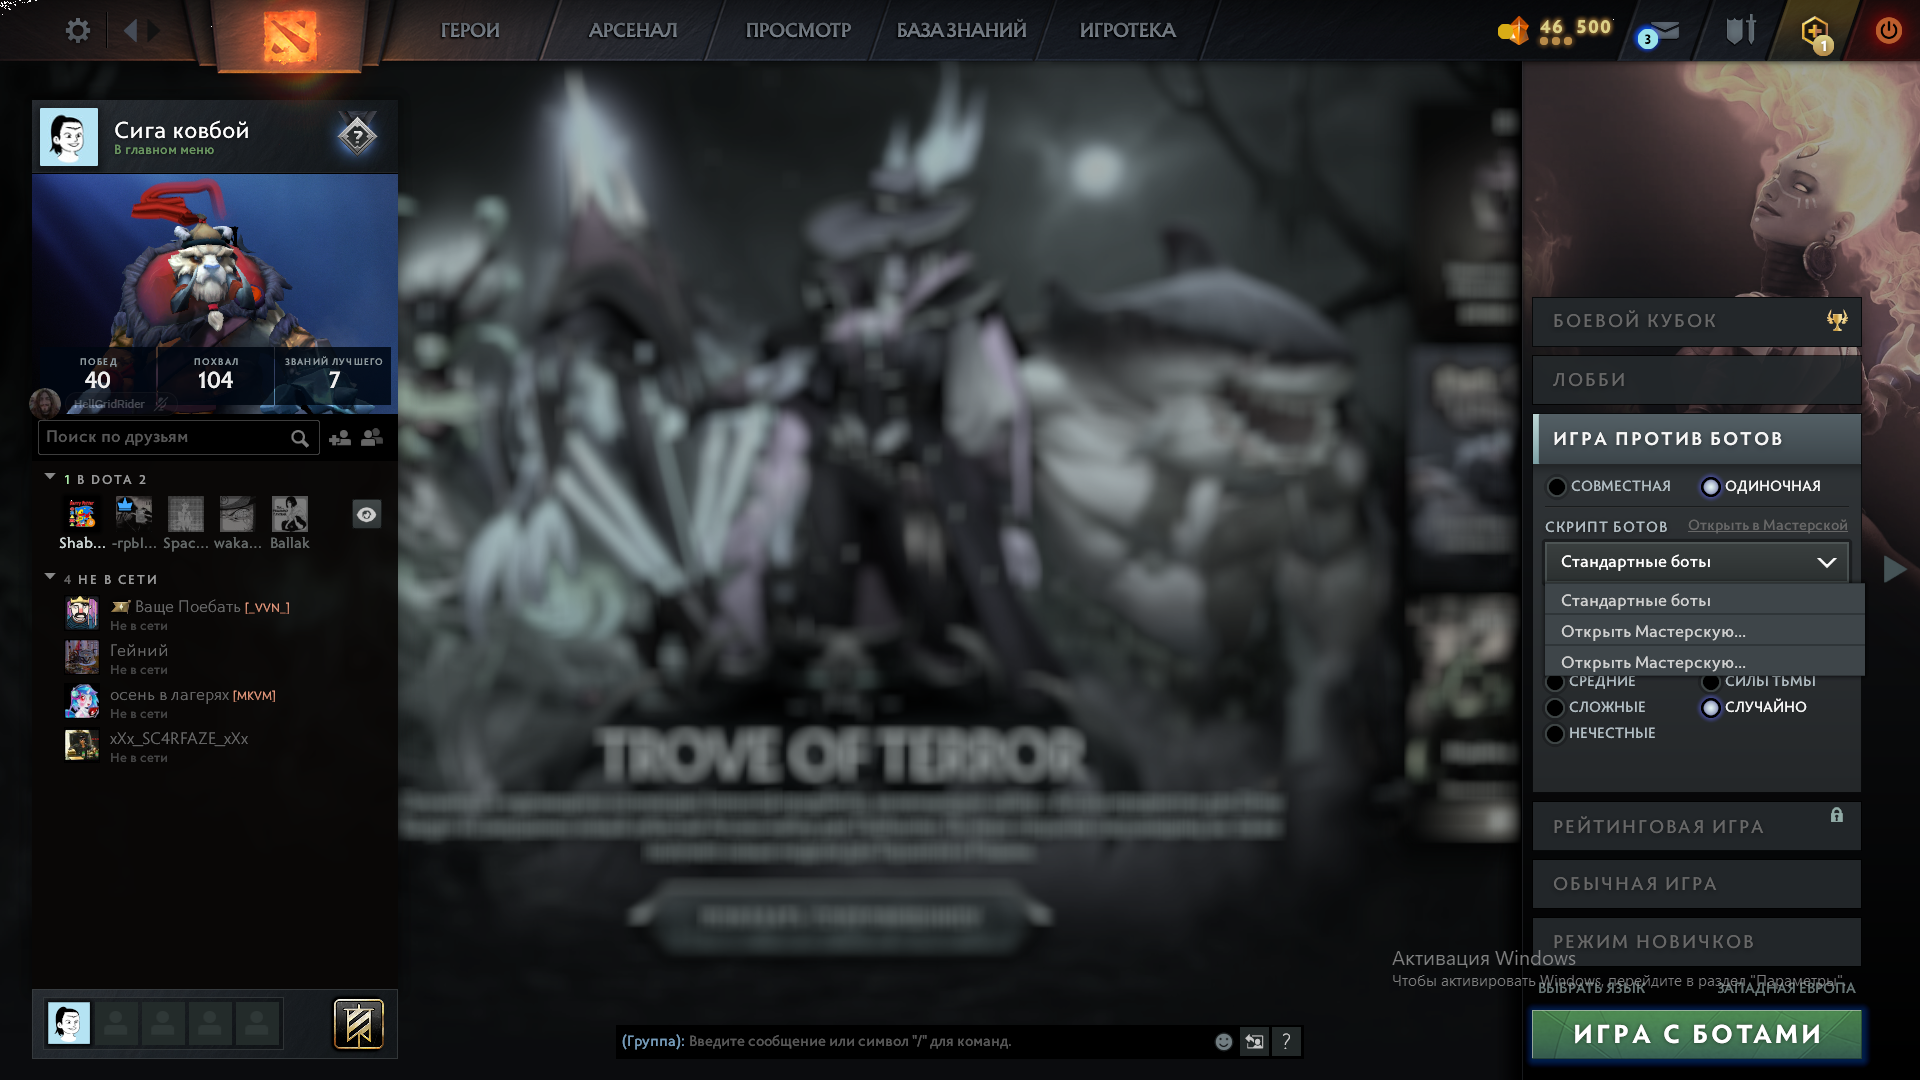 ГЕРОИ
АРСЕНАЛ
ПРОСМОТР
БАЗА ЗНАНИЙ
ИГРОТЕКА
46 500
3
1
Сига ковбой
В главном меню
?
ПОБЕД
40
ПОХВАЛ
104
ЗВАНИЙ ЛУЧШЕГО
7
HellGridRider
Поиск по друзьям
1 В DOTA 2
Shab...
-грЫ...
Spac...
waka...
Ballak
4 НЕ В СЕТИ
Ваще Поебать [_VVN_]
Не в сети
Гейний
Не в сети
осень в лагерях [MKVM]
Не в сети
xXx_SC4RFAZE_xXx
Не в сети
TROVE OF TERROR
(Группа): Введите сообщение или символ "/" для команд.
?
БОЕВОЙ КУБОК
ЛОББИ
ИГРА ПРОТИВ БОТОВ
СОВМЕСТНАЯ
ОДИНОЧНАЯ
СКРИПТ БОТОВ
Открыть в Мастерской
Стандартные боты
Стандартные боты
Открыть Мастерскую...
Открыть Мастерскую...
СРЕДНИЕ
СИЛЫ ТЬМЫ
СЛОЖНЫЕ
СЛУЧАЙНО
НЕЧЕСТНЫЕ
РЕЙТИНГОВАЯ ИГРА
ОБЫЧНАЯ ИГРА
РЕЖИМ НОВИЧКОВ
Активация Windows
Чтобы активировать Windows, перейдите в раздел "Параметры".
ВЫБРАТЬ ЯЗЫК
ЗАПАДНАЯ ЕВРОПА
ИГРА С БОТАМИ